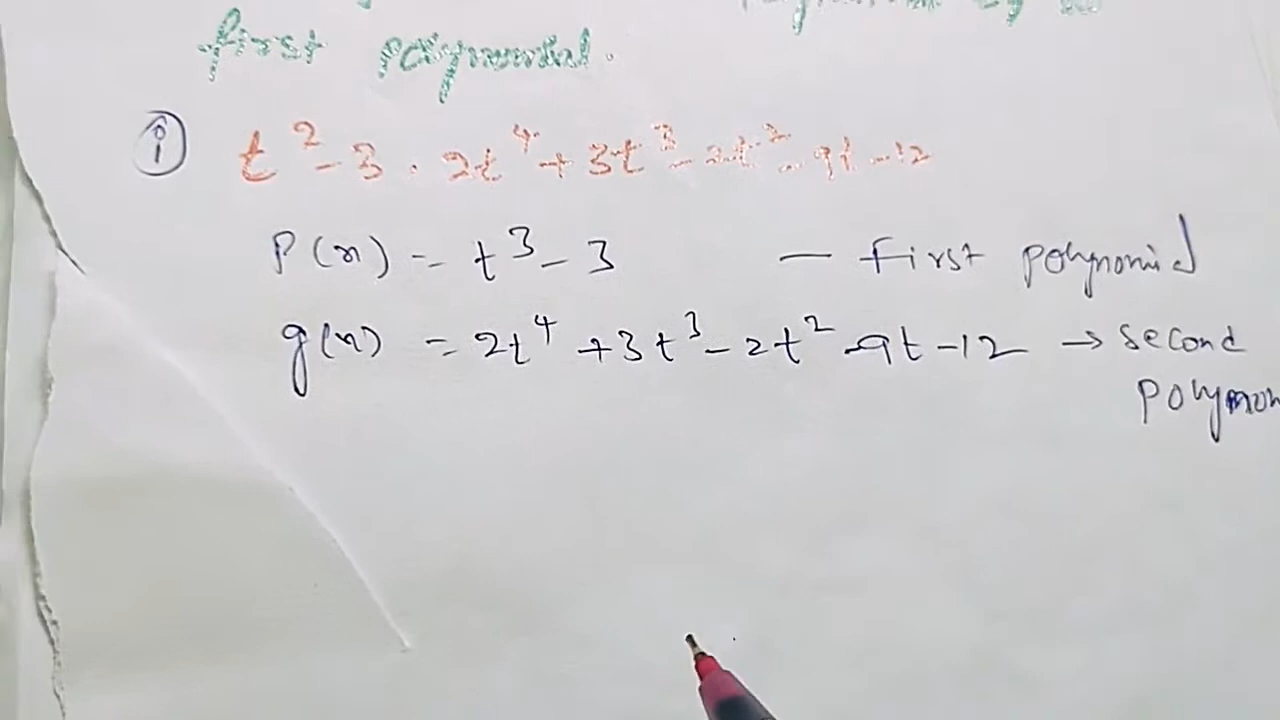 first polynomial.
(i) t² - 3, 2t⁴ + 3t³ - 2t² - 9t - 12
P(x) = t³ - 3 — First polynomial
g(x) = 2t⁴ + 3t³ - 2t² - 9t - 12 → second
polynom